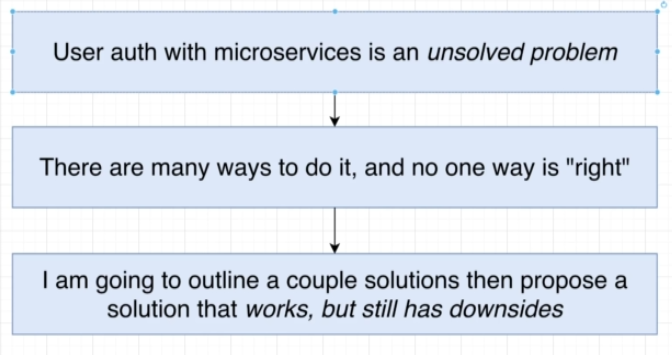 User auth with microservices is an unsolved problem
There are many ways to do it, and no one way is "right"
I am going to outline a couple solutions then propose a
solution that works, but still has downsides